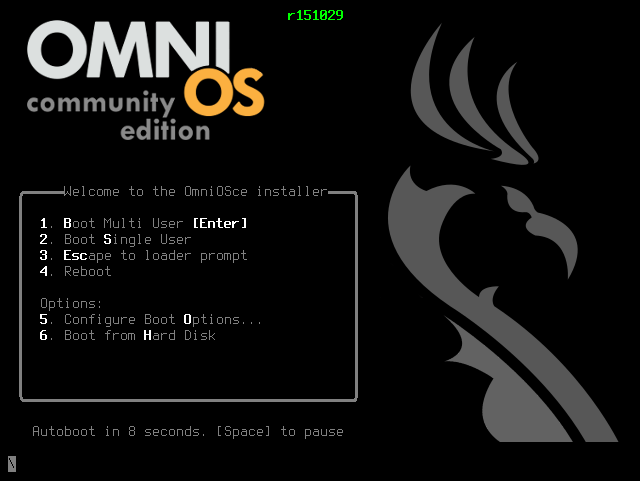 r151029
OMNI
OS
community
edition
Welcome to the OmniOSce installer
1. Boot Multi User [Enter]
2. Boot Single User
3. Escape to loader prompt
4. Reboot
Options:
5. Configure Boot Options...
6. Boot from Hard Disk
Autoboot in 8 seconds. [Space] to pause
\